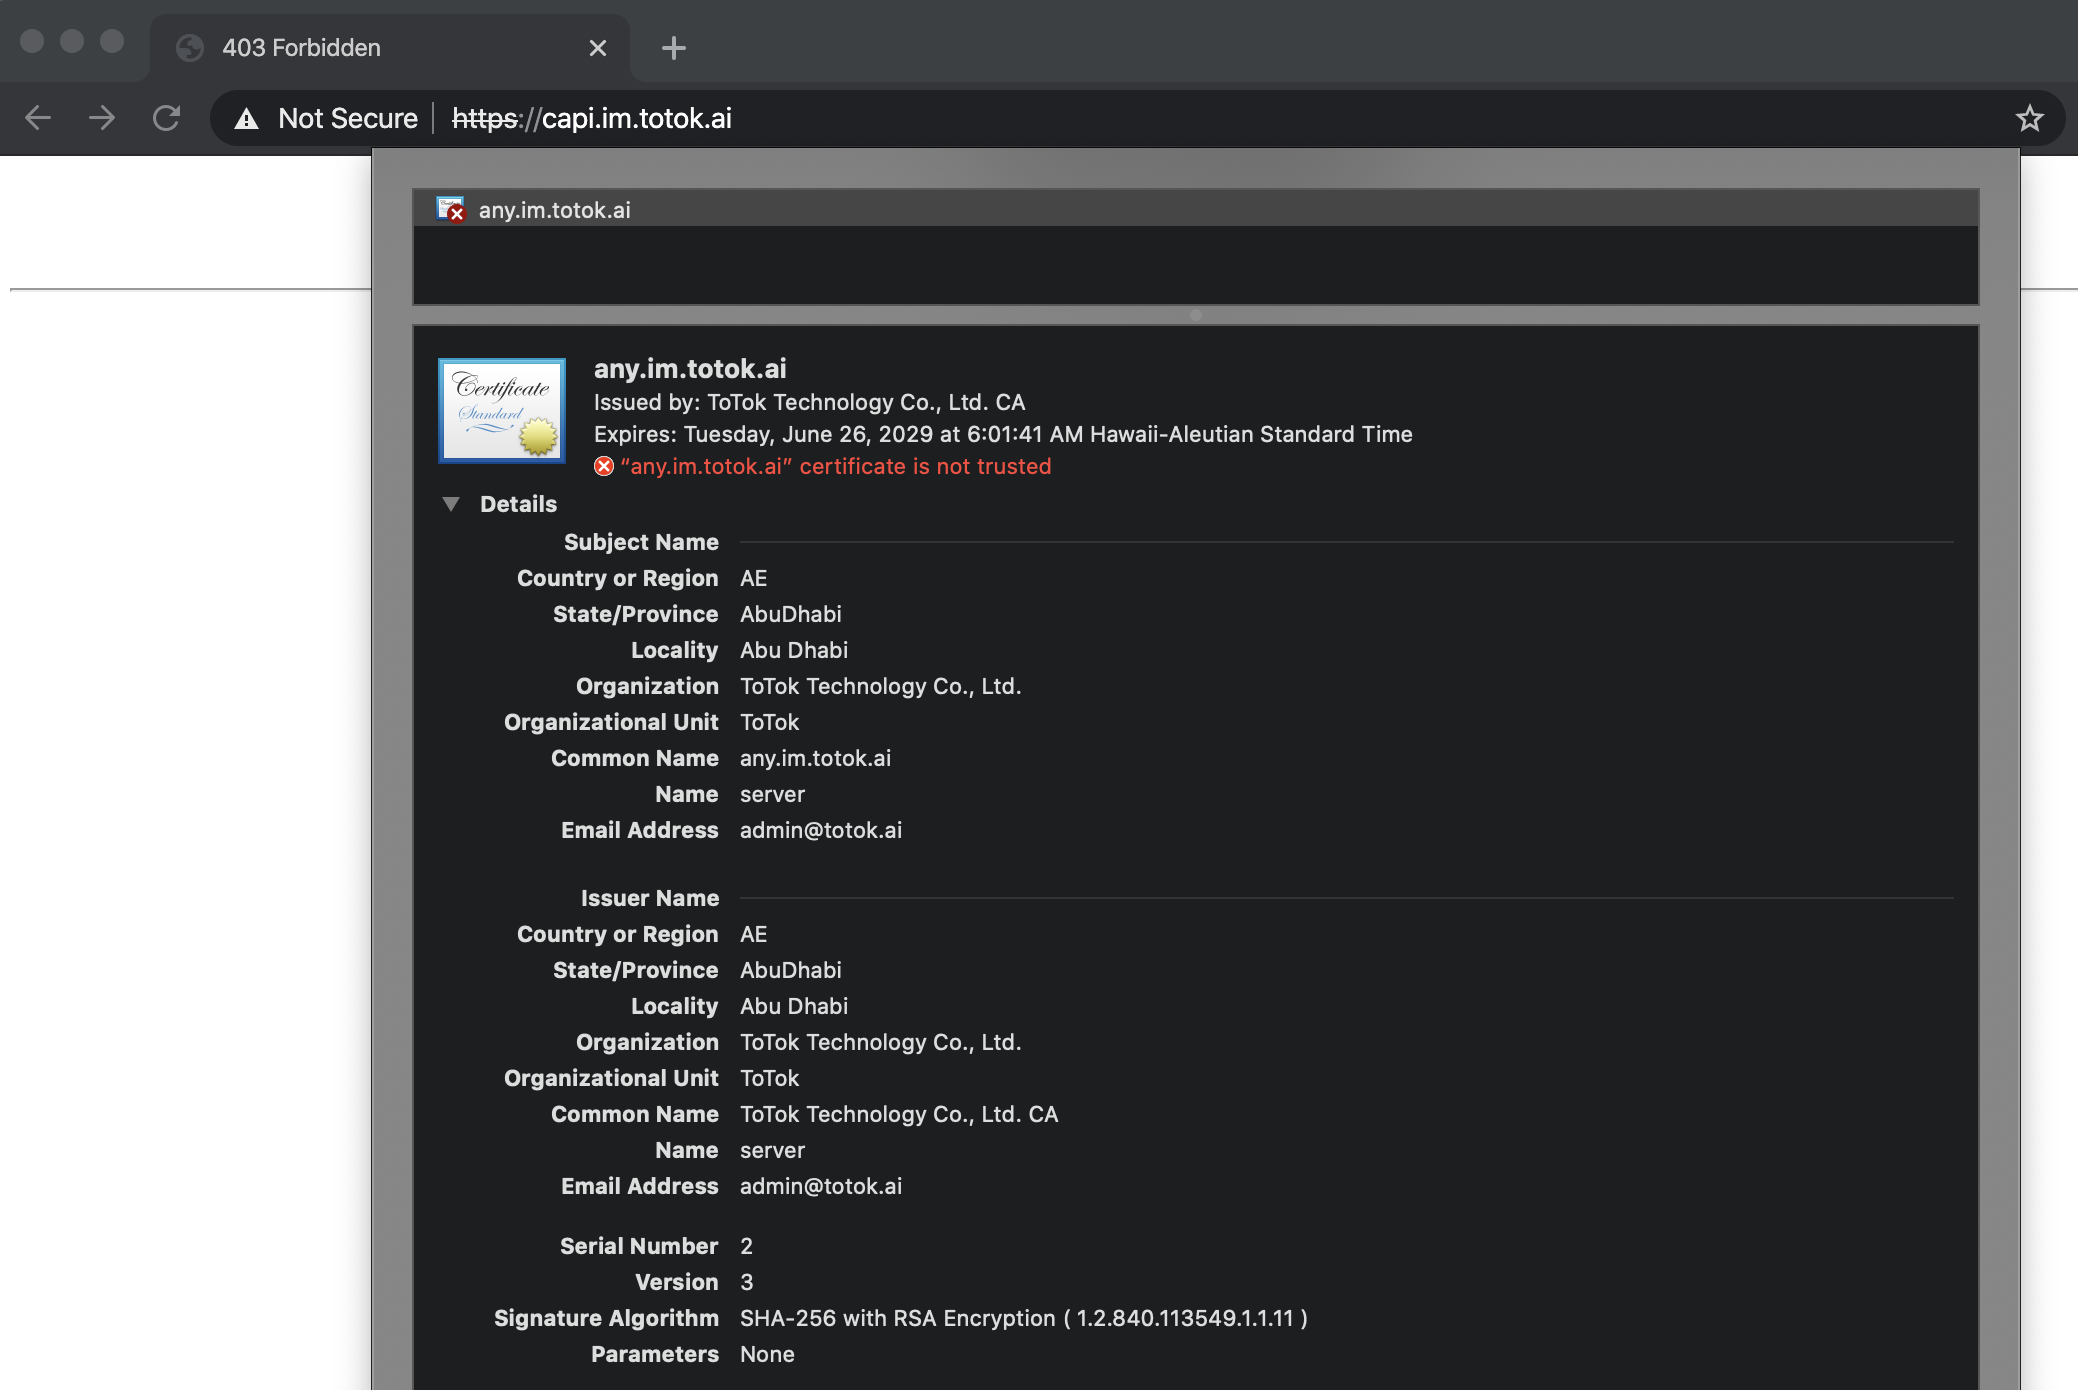 403 Forbidden
Not Secure https://capi.im.totok.ai
any.im.totok.ai
Certificate
Standard
any.im.totok.ai
Issued by: ToTok Technology Co., Ltd. CA
Expires: Tuesday, June 26, 2029 at 6:01:41 AM Hawaii-Aleutian Standard Time
“any.im.totok.ai” certificate is not trusted
Details
Subject Name
Country or Region AE
State/Province AbuDhabi
Locality Abu Dhabi
Organization ToTok Technology Co., Ltd.
Organizational Unit ToTok
Common Name any.im.totok.ai
Name server
Email Address admin@totok.ai
Issuer Name
Country or Region AE
State/Province AbuDhabi
Locality Abu Dhabi
Organization ToTok Technology Co., Ltd.
Organizational Unit ToTok
Common Name ToTok Technology Co., Ltd. CA
Name server
Email Address admin@totok.ai
Serial Number 2
Version 3
Signature Algorithm SHA-256 with RSA Encryption ( 1.2.840.113549.1.1.11 )
Parameters None